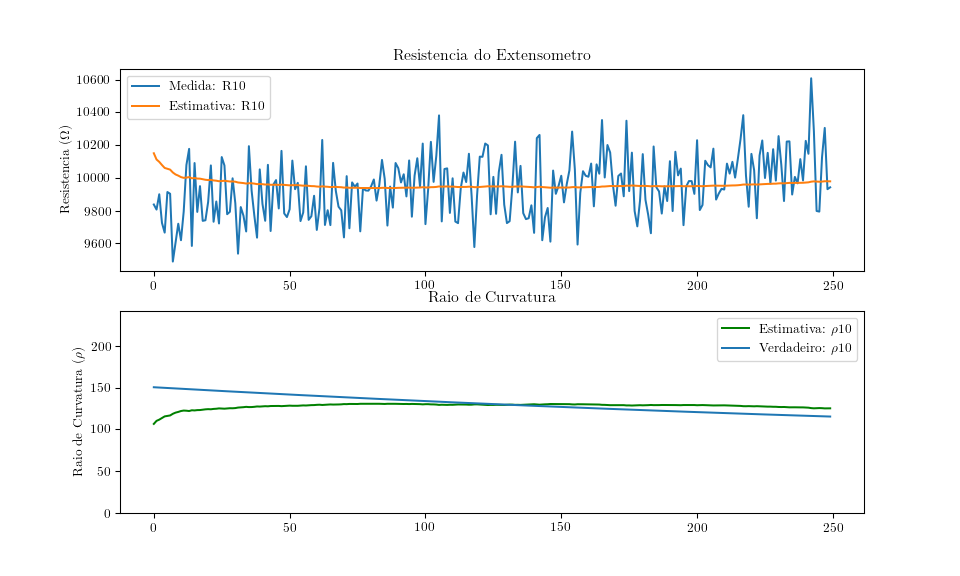 Resistencia do Extensometro
Resistencia (Ω)
10600
10400
10200
10000
9800
9600
Medida: R10
Estimativa: R10
0 50 100 150 200 250
Raio de Curvatura
Raio de Curvatura (ρ)
200
150
100
50
0
Estimativa: ρ10
Verdadeiro: ρ10
0 50 100 150 200 250